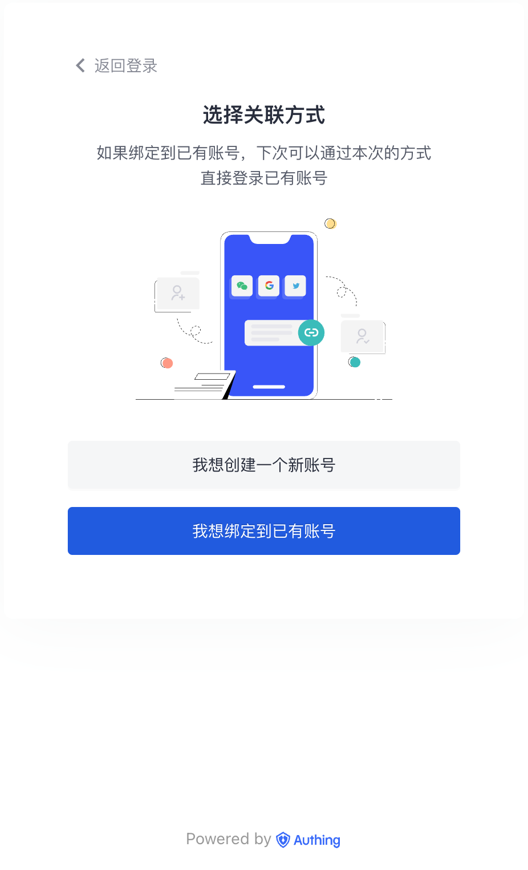 返回登录
选择关联方式
如果绑定到已有账号，下次可以通过本次的方式
直接登录已有账号
我想创建一个新账号
我想绑定到已有账号
Powered by Authing